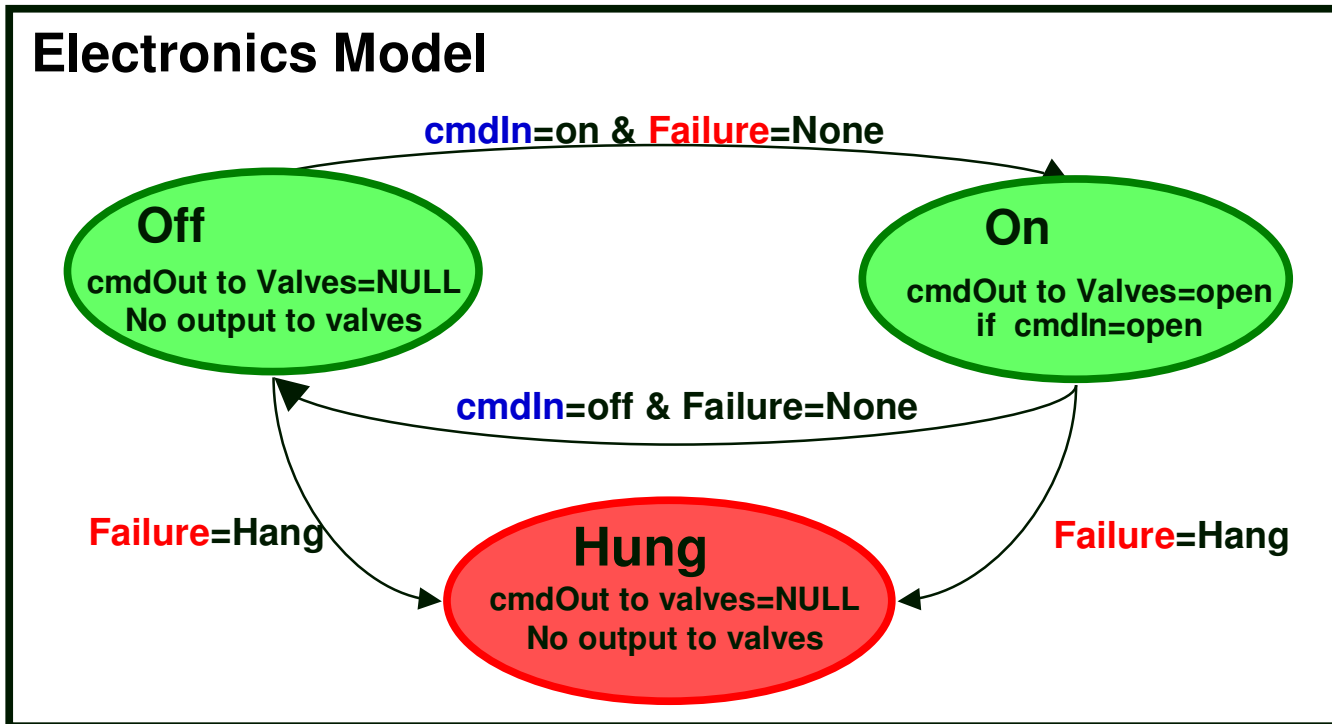 Electronics Model
cmdIn=on & Failure=None
Off
cmdOut to Valves=NULL
No output to valves
On
cmdOut to Valves=open
if cmdIn=open
cmdIn=off & Failure=None
Failure=Hang
Failure=Hang
Hung
cmdOut to valves=NULL
No output to valves